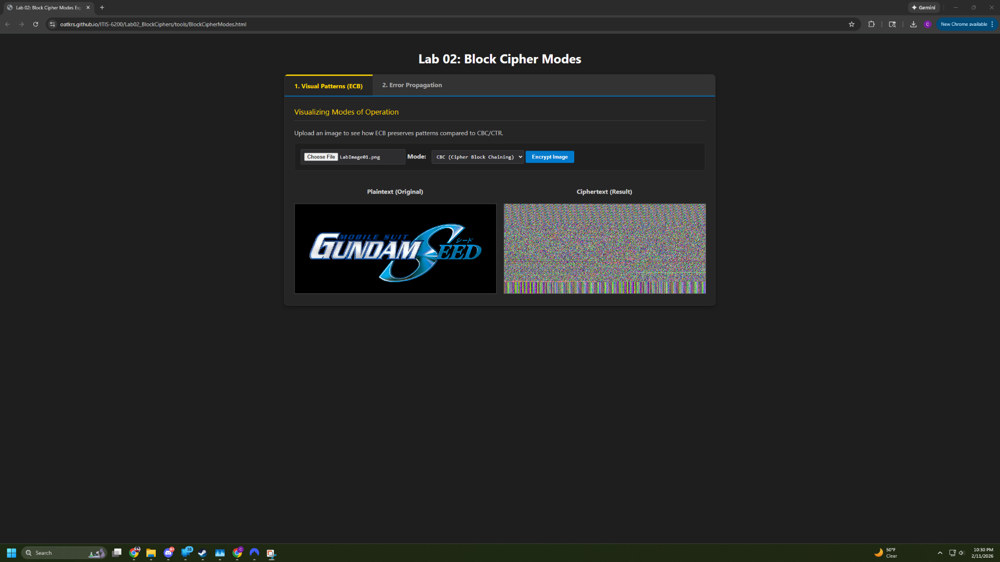 Lab 02: Block Cipher Modes Exp
Gemini
oatkrs.github.io/ITIS-6200/Lab02_BlockCiphers/tools/BlockCipherModes.html
C
New Chrome available
Lab 02: Block Cipher Modes
1. Visual Patterns (ECB)
2. Error Propagation
Visualizing Modes of Operation
Upload an image to see how ECB preserves patterns compared to CBC/CTR.
Choose File LabImage01.png
Mode:
CBC (Cipher Block Chaining)
Encrypt Image
Plaintext (Original)
Ciphertext (Result)
MOBILE SUIT
GUNDAM SEED
シード
Search
9+
38
C
50°F
Clear
10:30 PM
2/11/2026